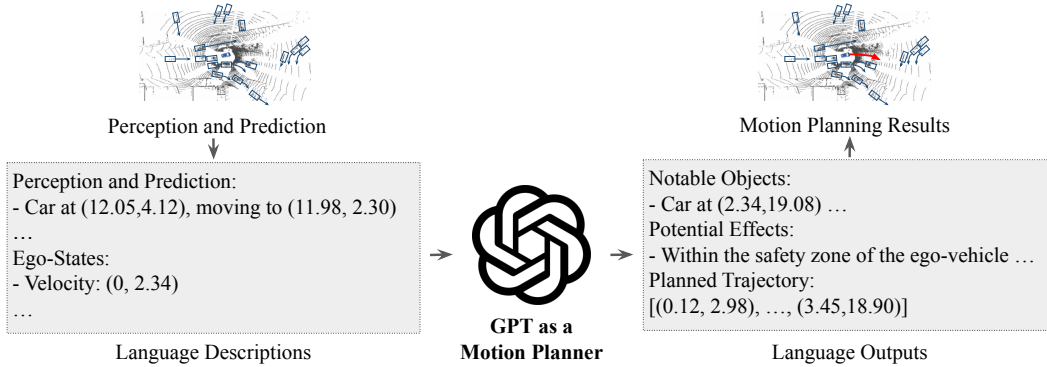 Perception and Prediction
Perception and Prediction:
- Car at (12.05,4.12), moving to (11.98, 2.30)
…
Ego-States:
- Velocity: (0, 2.34)
…
Language Descriptions
GPT as a
Motion Planner
Motion Planning Results
Notable Objects:
- Car at (2.34,19.08) …
Potential Effects:
- Within the safety zone of the ego-vehicle …
Planned Trajectory:
[(0.12, 2.98), …, (3.45,18.90)]
Language Outputs